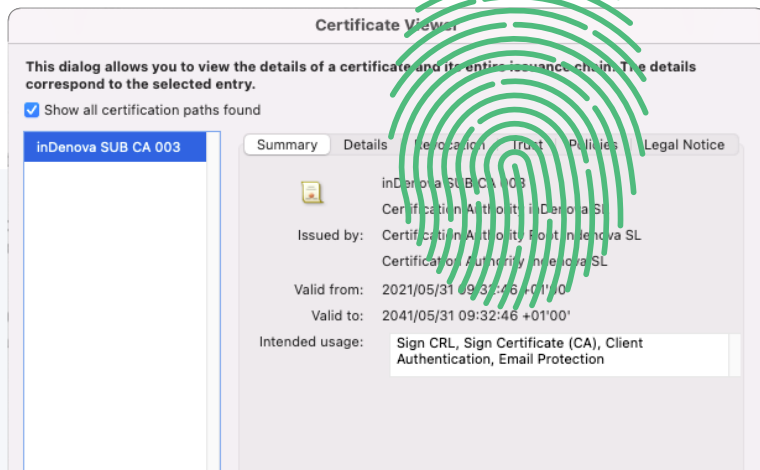 Certificate Viewer
This dialog allows you to view the details of a certificate and its entire issuance chain. The details
correspond to the selected entry.
Show all certification paths found
inDenova SUB CA 003
Summary Details Revocation Trust Policies Legal Notice
inDenova SUB CA 003
Certification Authority inDenova SL
Issued by: Certification Authority Root Indenova SL
Certification Authority Indenova SL
Valid from: 2021/05/31 09:32:46 +01'00'
Valid to: 2041/05/31 09:32:46 +01'00'
Intended usage: Sign CRL, Sign Certificate (CA), Client
Authentication, Email Protection